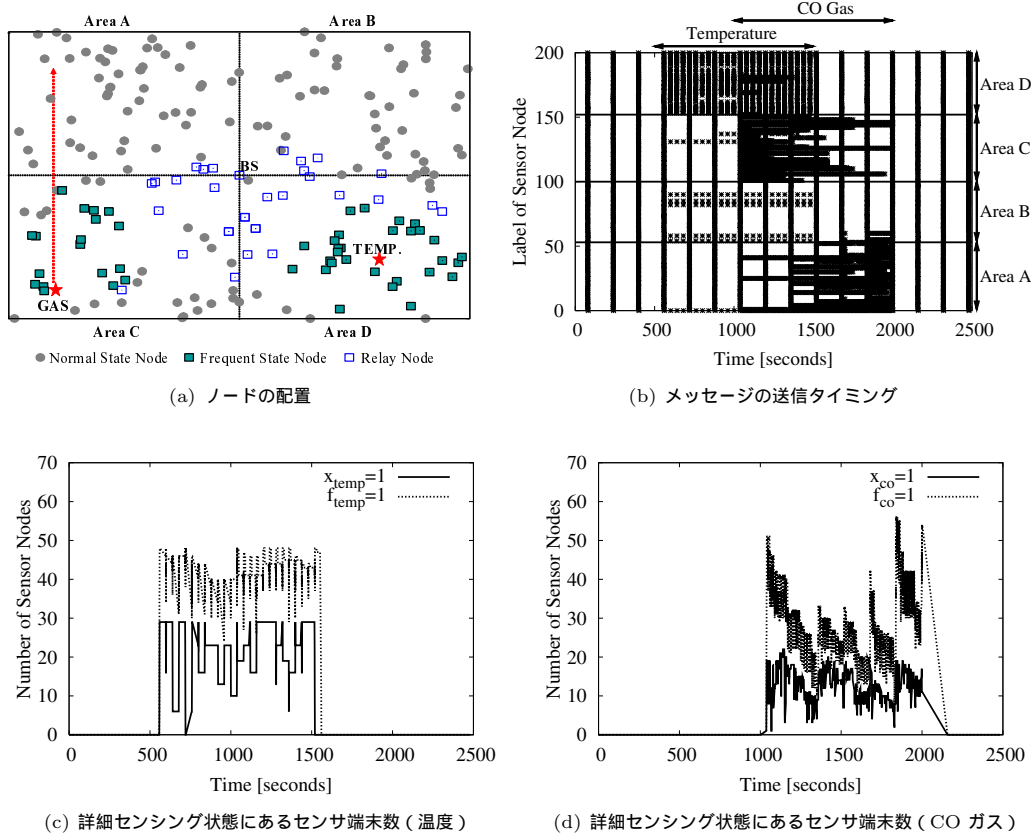 Area A
Area B
BS
TEMP.
GAS
Area C
Area D
Normal State Node
Frequent State Node
Relay Node
(a) ノードの配置
CO Gas
Temperature
200
150
100
50
0
Label of Sensor Node
Area D
Area C
Area B
Area A
0
500
1000
1500
2000
2500
Time [seconds]
(b) メッセージの送信タイミング
70
60
50
40
30
20
10
0
Number of Sensor Nodes
x_temp=1
f_temp=1
0
500
1000
1500
2000
2500
Time [seconds]
(c) 詳細センシング状態にあるセンサ端末数（温度）
70
60
50
40
30
20
10
0
Number of Sensor Nodes
x_co=1
f_co=1
0
500
1000
1500
2000
2500
Time [seconds]
(d) 詳細センシング状態にあるセンサ端末数（CO ガス）